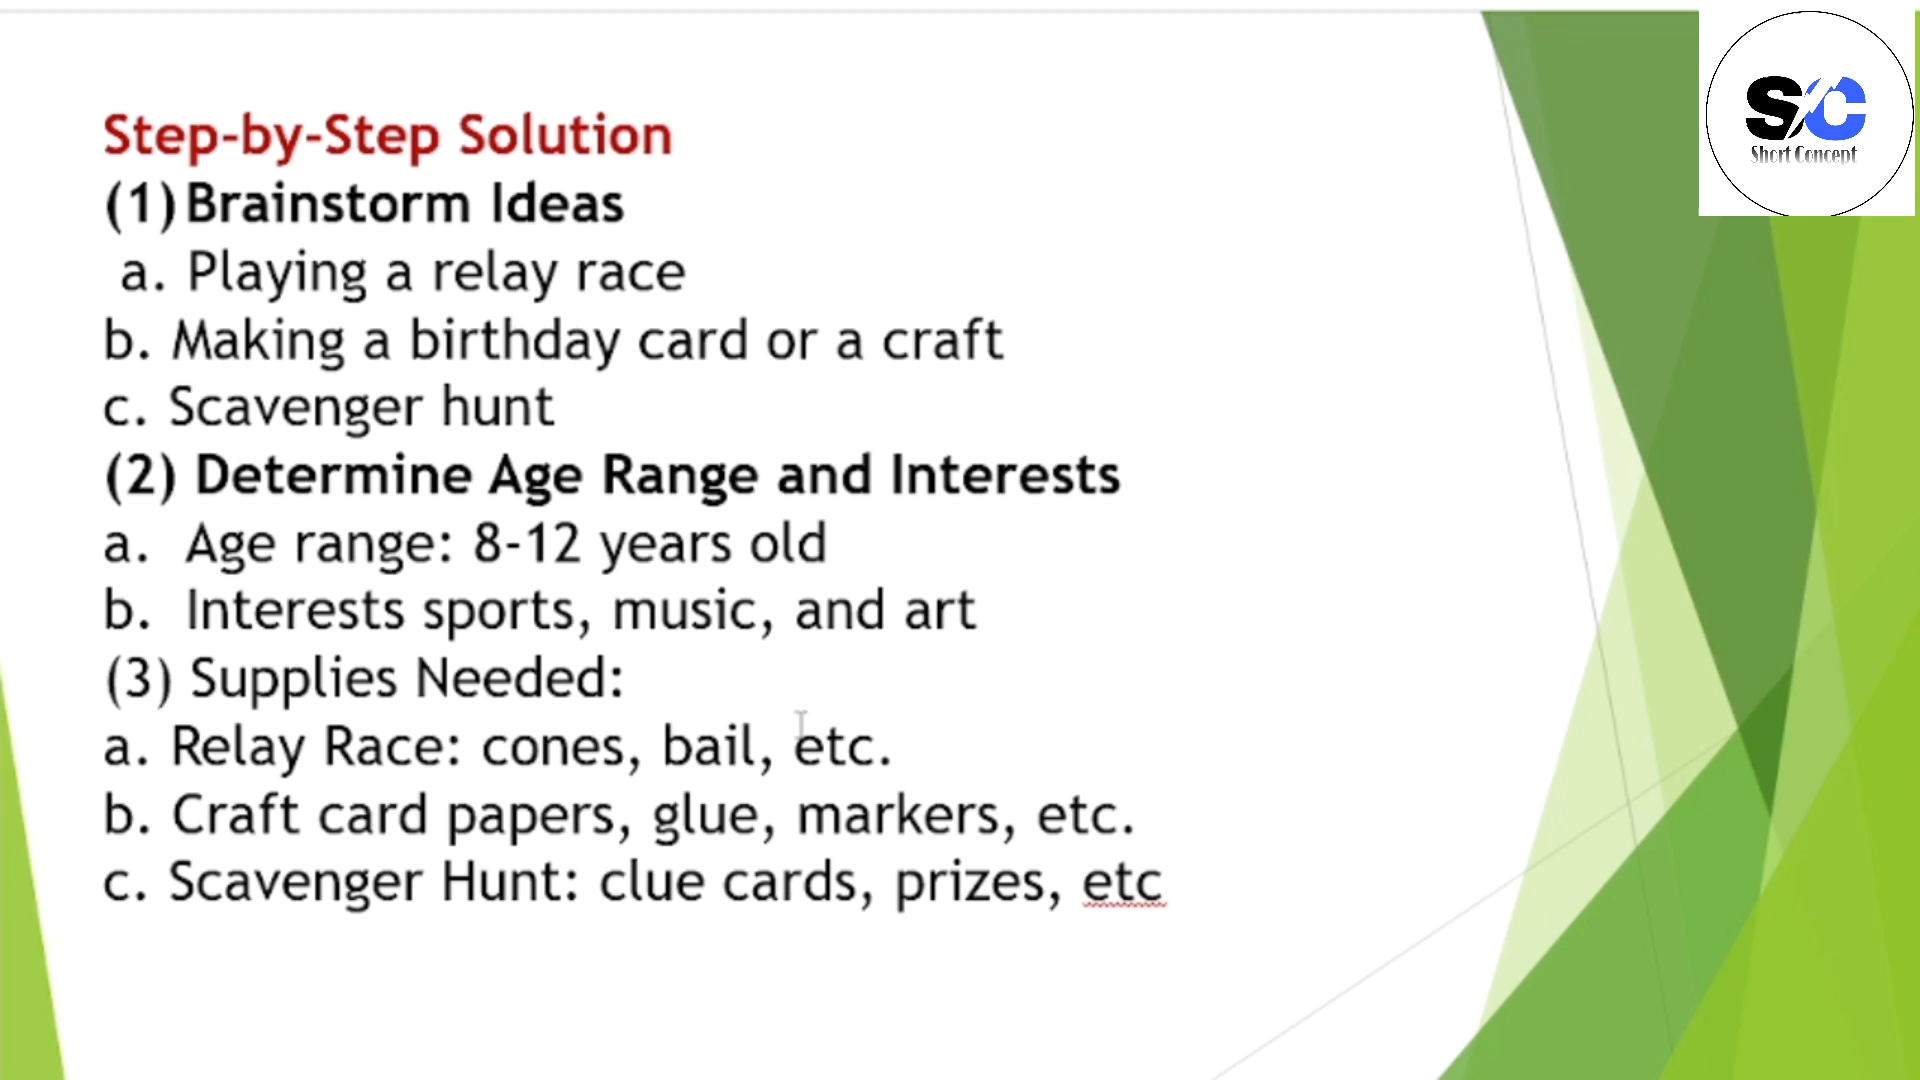 Step-by-Step Solution
(1) Brainstorm Ideas
a. Playing a relay race
b. Making a birthday card or a craft
c. Scavenger hunt
(2) Determine Age Range and Interests
a. Age range: 8-12 years old
b. Interests sports, music, and art
(3) Supplies Needed:
a. Relay Race: cones, bail, etc.
b. Craft card papers, glue, markers, etc.
c. Scavenger Hunt: clue cards, prizes, etc
S/C
Short Concept